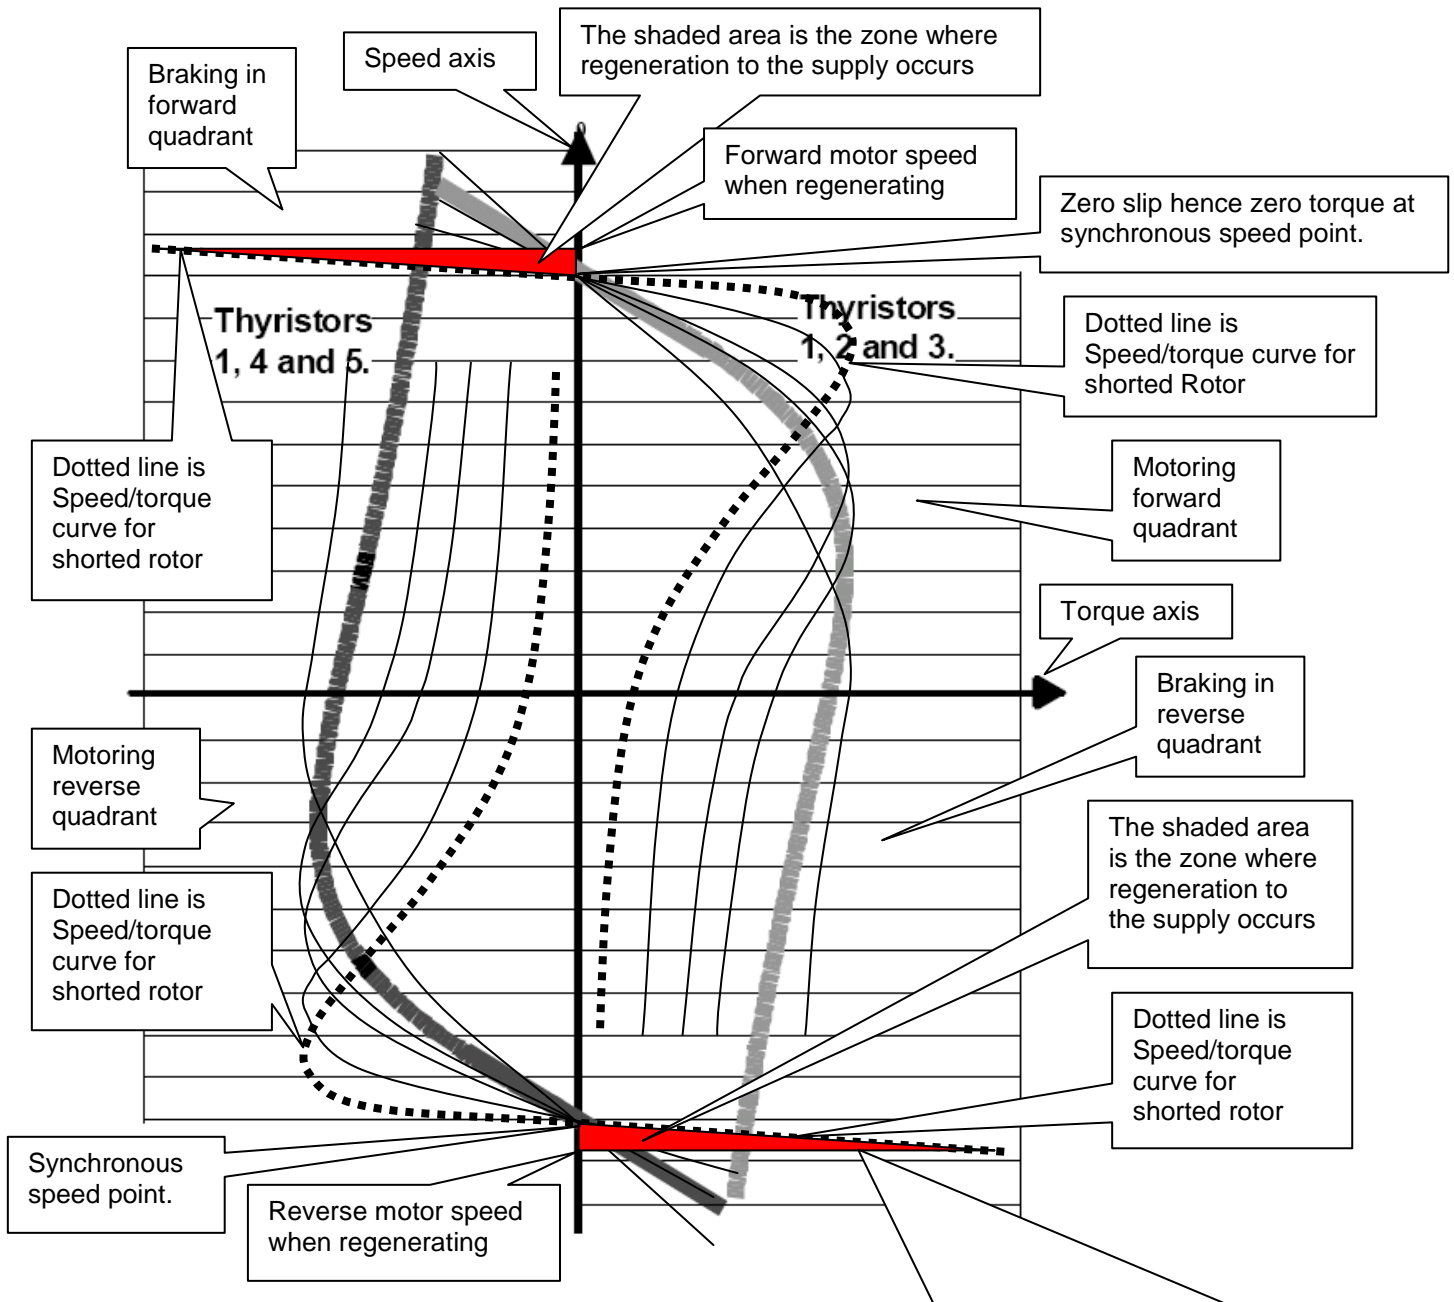 The shaded area is the zone where
regeneration to the supply occurs
Speed axis
Braking in
forward
quadrant
0
Forward motor speed
when regenerating
Zero slip hence zero torque at
synchronous speed point.
Thyristors
1, 4 and 5.
Thyristors
1, 2 and 3.
Dotted line is
Speed/torque curve for
shorted Rotor
Dotted line is
Speed/torque
curve for
shorted rotor
Motoring
forward
quadrant
Torque axis
Braking in
reverse
quadrant
Motoring
reverse
quadrant
The shaded area
is the zone where
regeneration to
the supply occurs
Dotted line is
Speed/torque
curve for
shorted rotor
Dotted line is
Speed/torque
curve for
shorted rotor
Synchronous
speed point.
Reverse motor speed
when regenerating